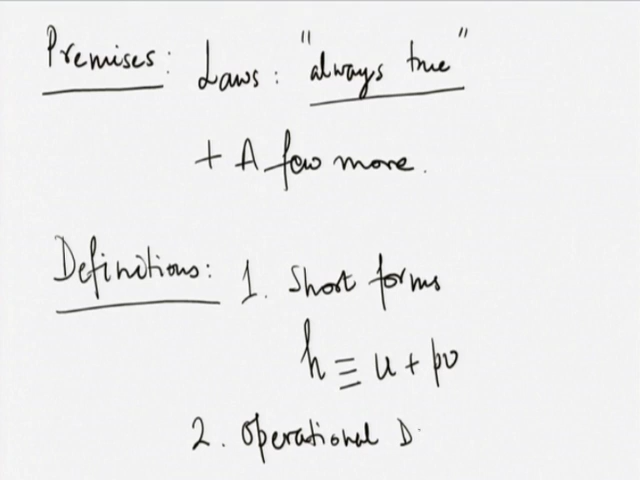 Premises: Laws: "always true"
+ A few more.
Definitions: 1. Short forms
h ≡ u + pv
2. Operational D